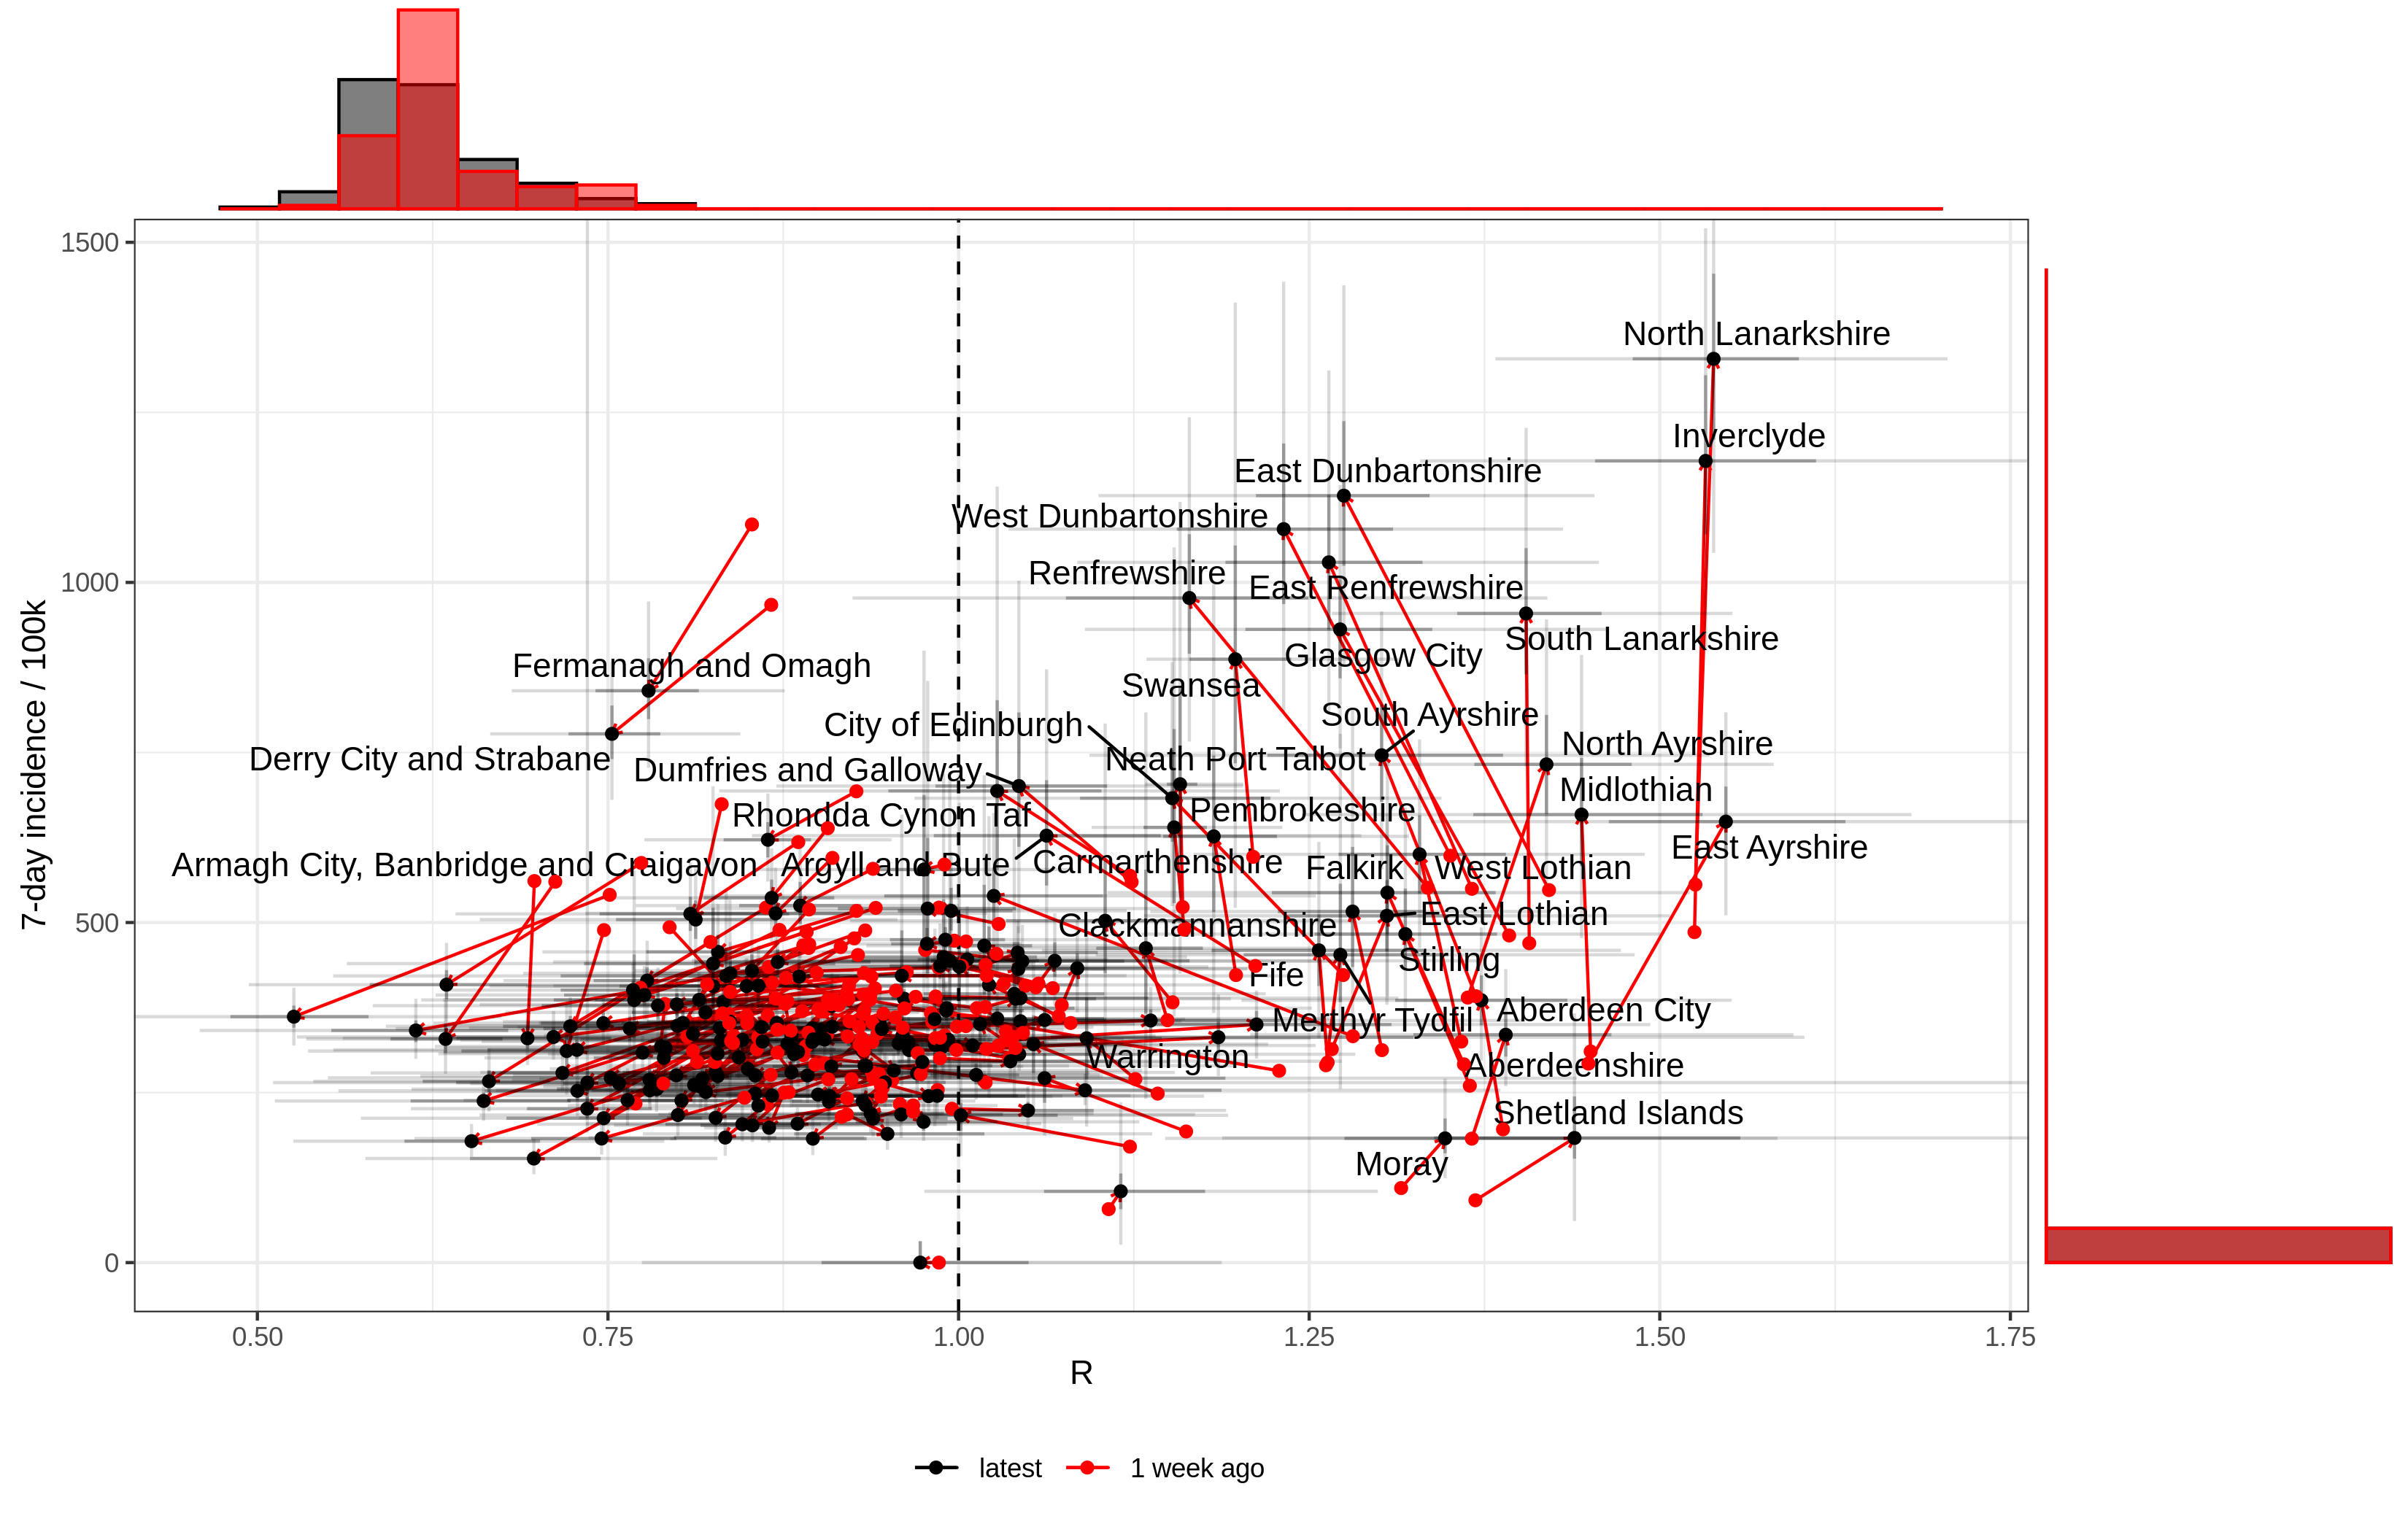 1500
North Lanarkshire
Inverclyde
East Dunbartonshire
West Dunbartonshire
1000
Renfrewshire
East Renfrewshire
South Lanarkshire
Glasgow City
Fermanagh and Omagh
Swansea
South Ayrshire
City of Edinburgh
North Ayrshire
Derry City and Strabane
Neath Port Talbot
Dumfries and Galloway
Midlothian
Pembrokeshire
Rhondda Cynon Taf
East Ayrshire
Armagh City, Banbridge and Craigavon
Argyll and Bute
Carmarthenshire
Falkirk
West Lothian
500
Clackmannanshire
East Lothian
Stirling
Fife
Aberdeen City
Merthyr Tydfil
Warrington
Aberdeenshire
Shetland Islands
Moray
0
7-day incidence / 100k
0.50
0.75
1.00
1.25
1.50
1.75
R
latest
1 week ago